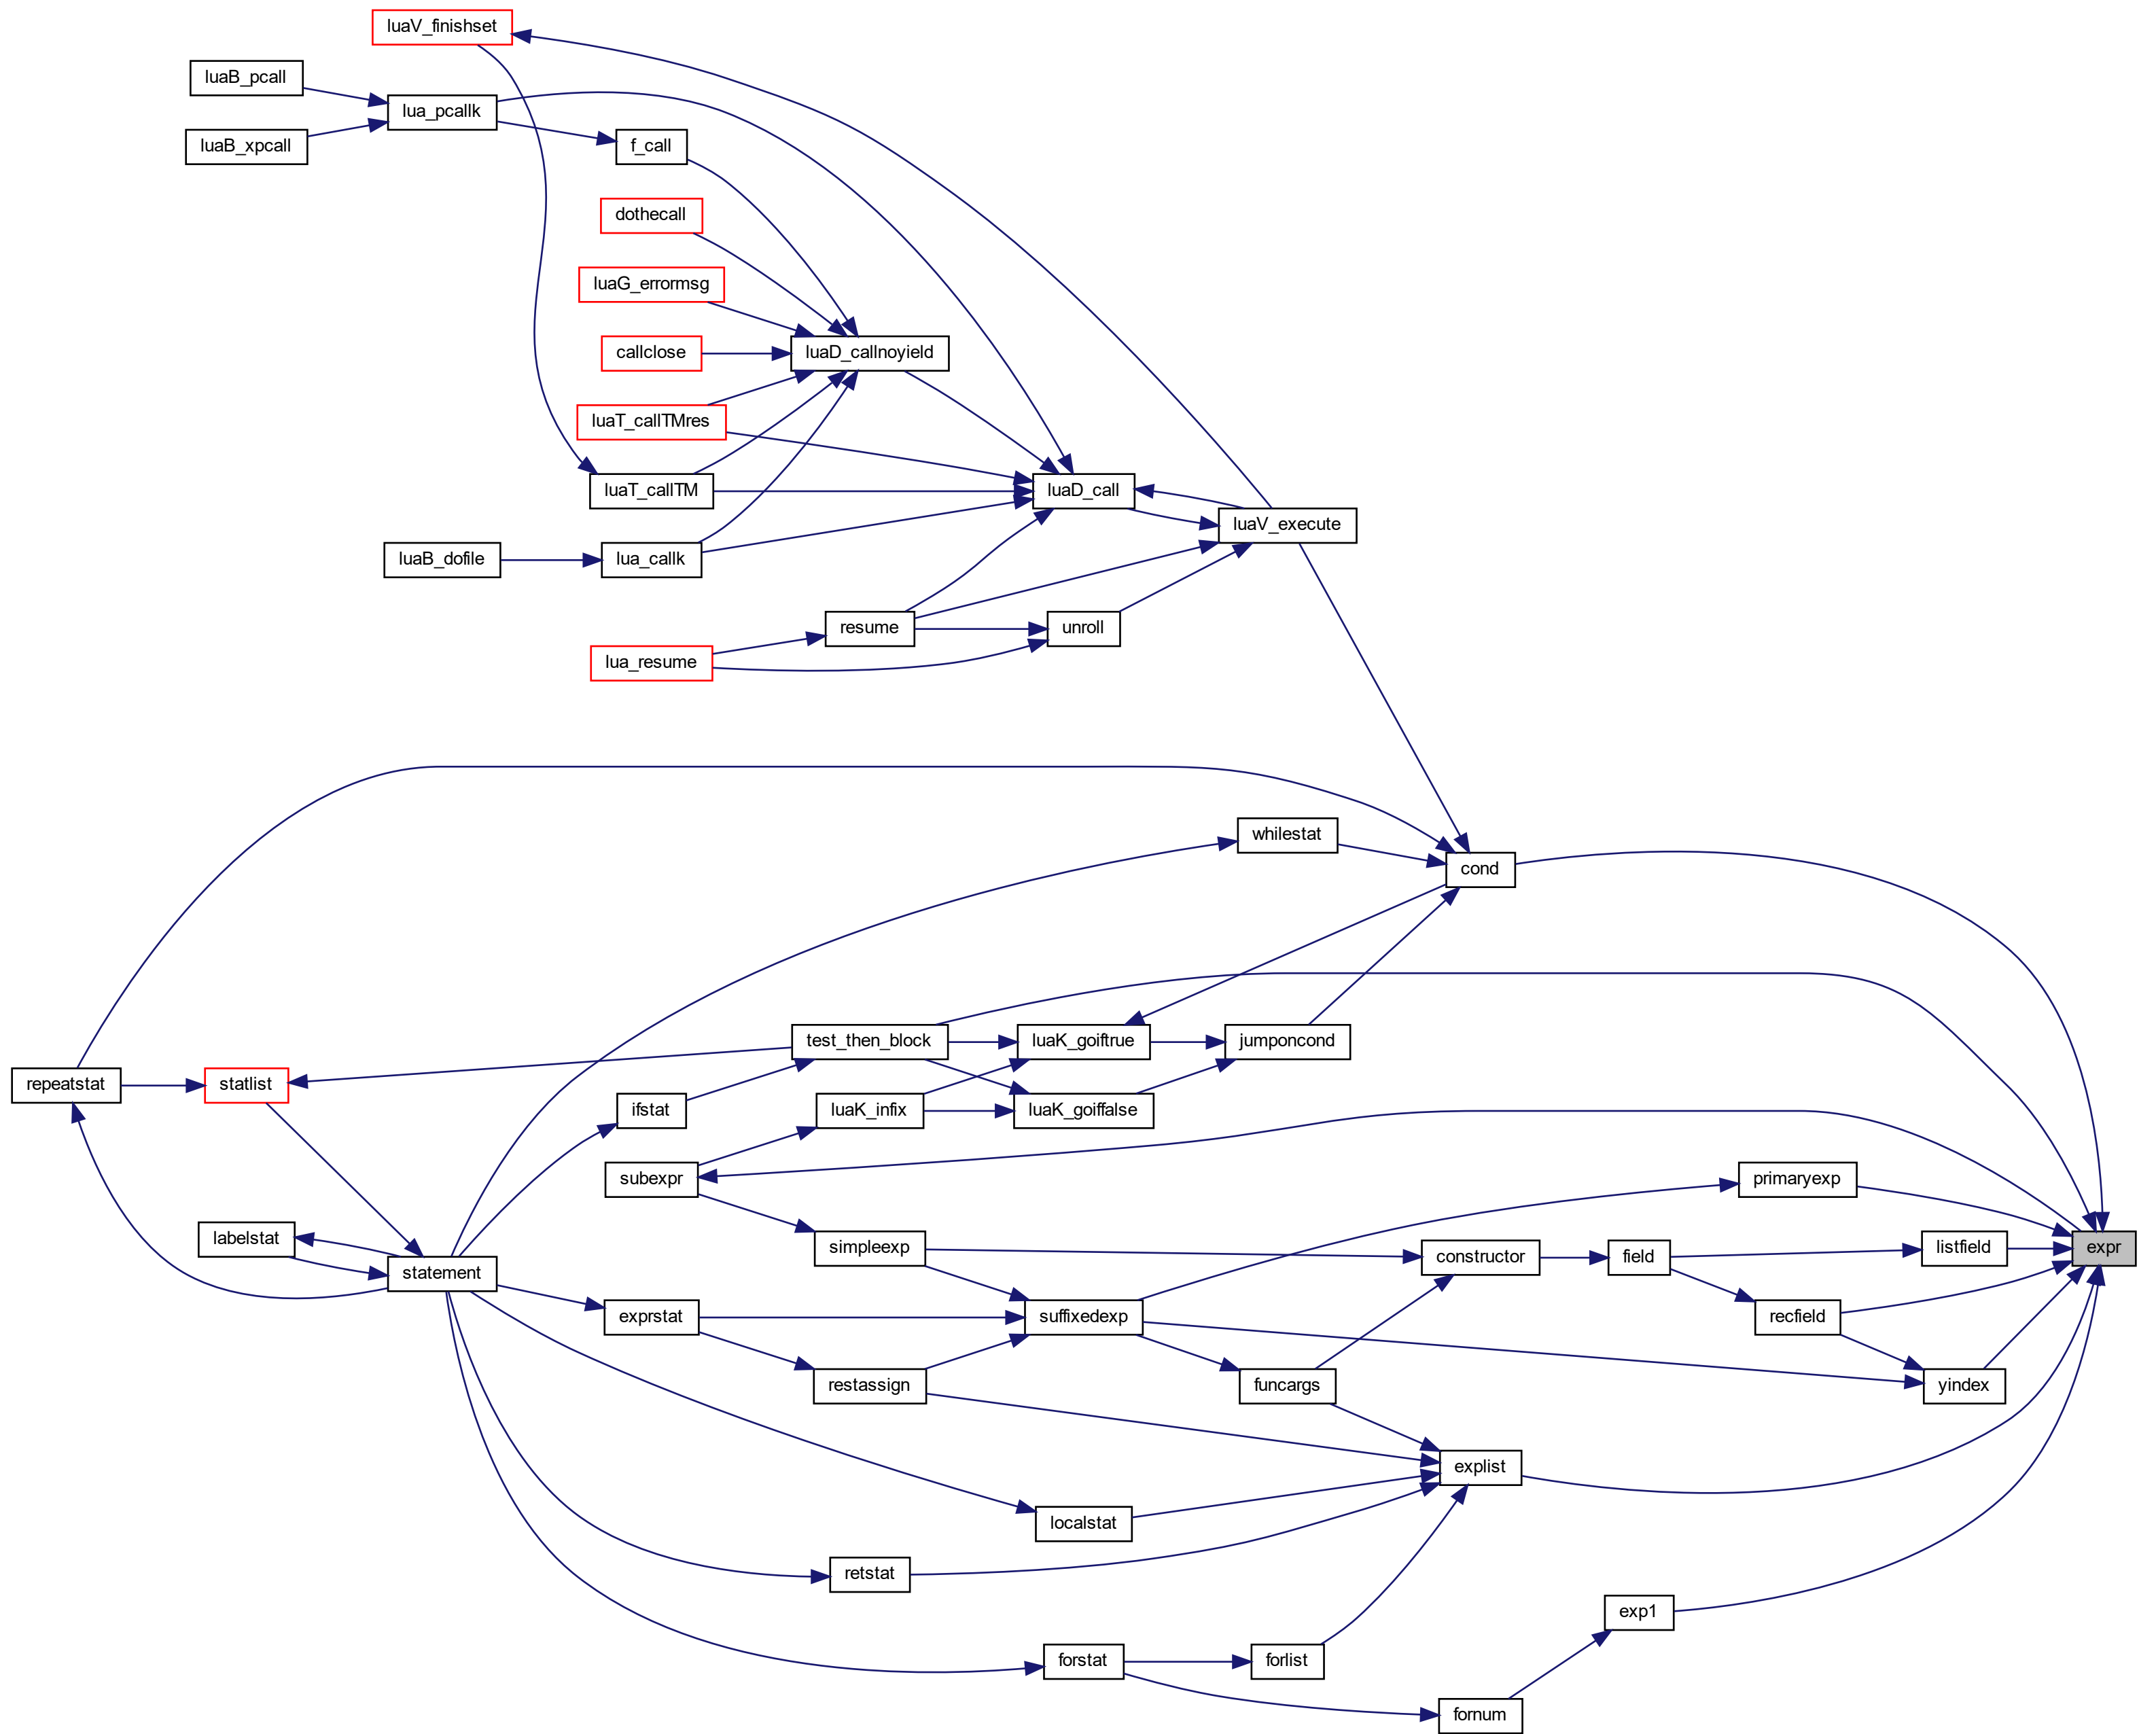 luaV_finishset
luaB_pcall
lua_pcallk
luaB_xpcall
f_call
dothecall
luaG_errormsg
luaD_callnoyield
callclose
luaT_callTMres
luaT_callTM
luaD_call
luaV_execute
luaB_dofile
lua_callk
resume
unroll
lua_resume
whilestat
cond
test_then_block
luaK_goiftrue
jumponcond
repeatstat
statlist
ifstat
luaK_infix
luaK_goiffalse
subexpr
primaryexp
labelstat
simpleexp
constructor
field
listfield
expr
statement
exprstat
suffixedexp
recfield
restassign
funcargs
yindex
explist
localstat
retstat
exp1
forstat
forlist
fornum